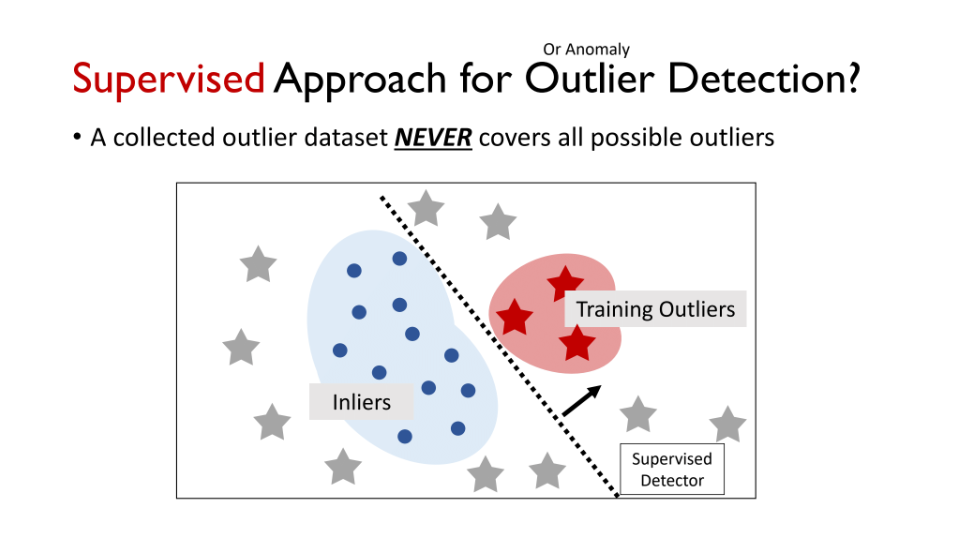 Or Anomaly
Supervised Approach for Outlier Detection?
• A collected outlier dataset NEVER covers all possible outliers
Training Outliers
Inliers
Supervised
Detector